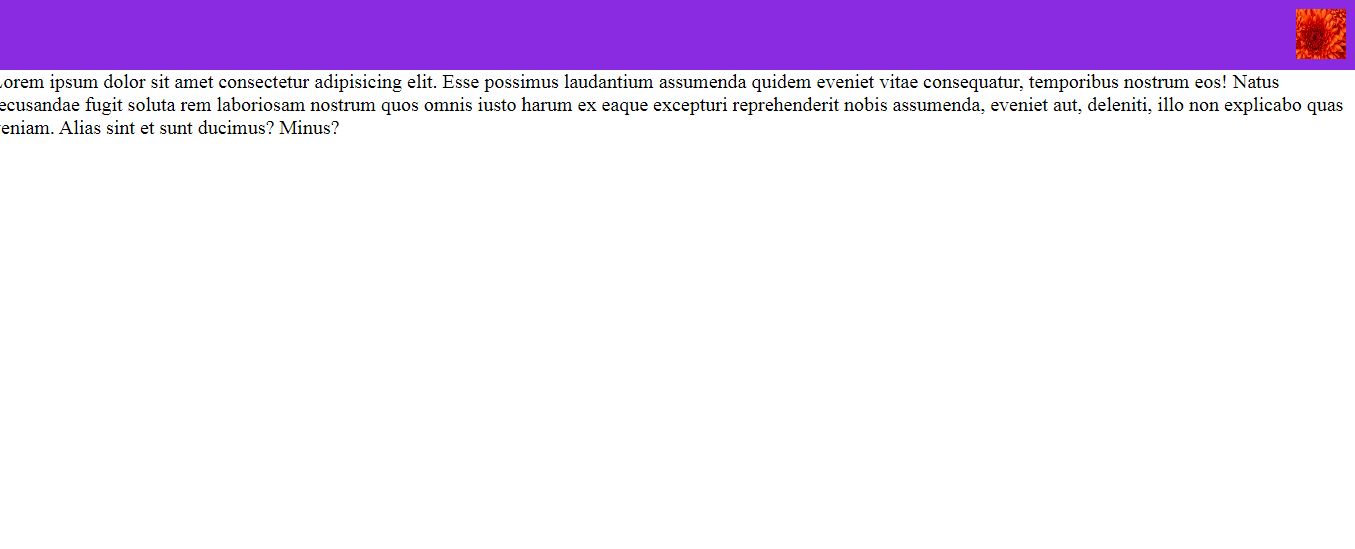 orem ipsum dolor sit amet consectetur adipisicing elit. Esse possimus laudantium assumenda quidem eveniet vitae consequatur, temporibus nostrum eos! Natus
ecusandae fugit soluta rem laboriosam nostrum quos omnis iusto harum ex eaque excepturi reprehenderit nobis assumenda, eveniet aut, deleniti, illo non explicabo quas
eniam. Alias sint et sunt ducimus? Minus?